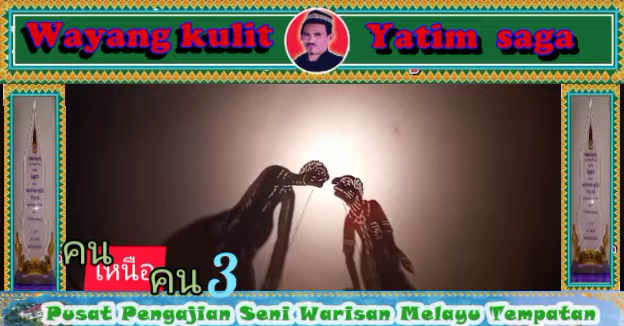 Wayang kulit Yatim saga
คน
เหนือ
คน 3
Pusat Pengajian Seni Warisan Melayu Tempatan